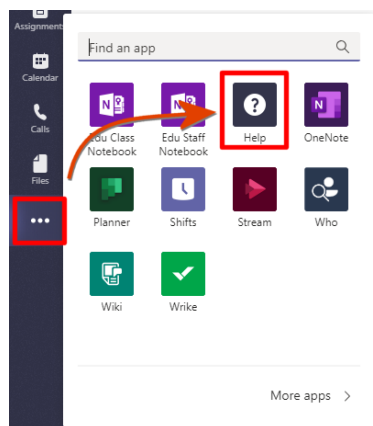 Assignments
Find an app
Calendar
Calls
Files
Edu Class
Notebook
Edu Staff
Notebook
Help
OneNote
Planner
Shifts
Stream
Who
Wiki
Wrike
More apps